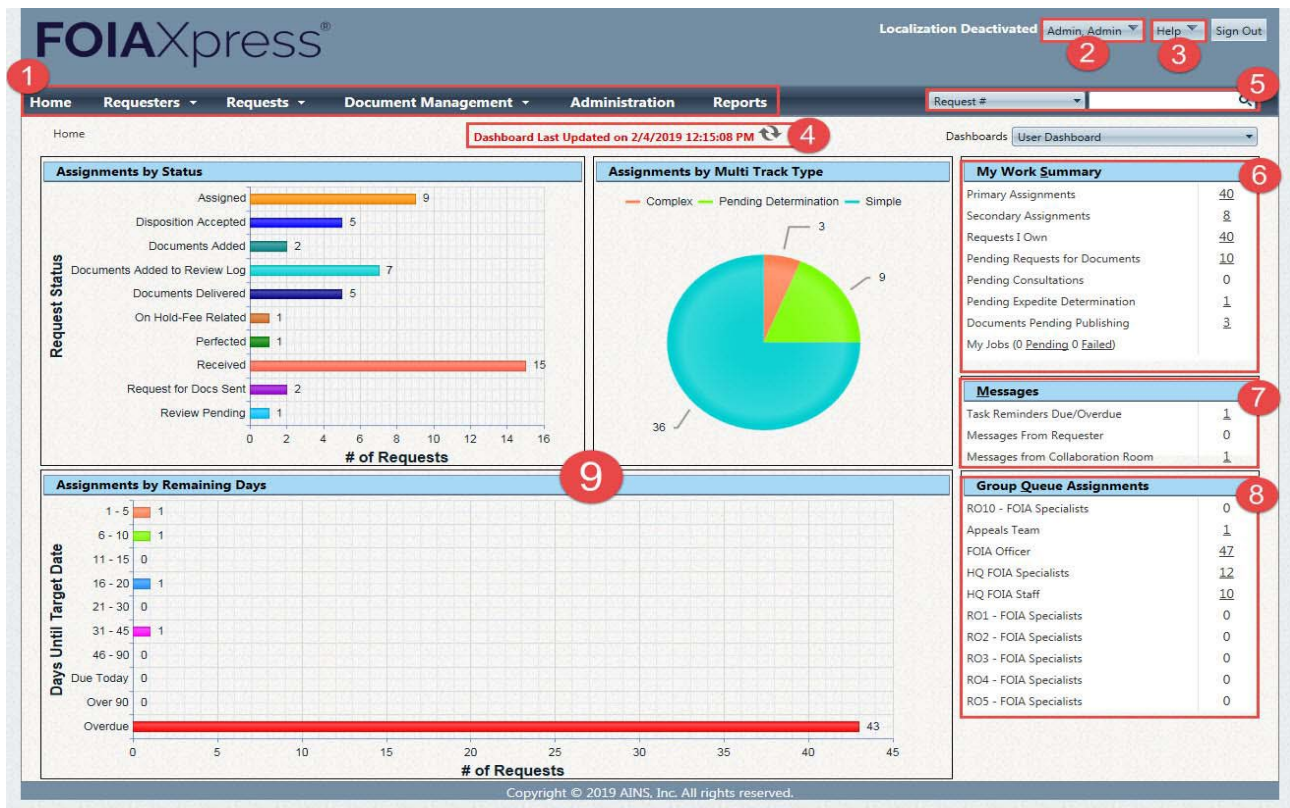 FOIAXpress®
Localization Deactivated Admin, Admin Help Sign Out
2 3
1
5
Home Requesters Requests Document Management Administration Reports Request #
Home Dashboard Last Updated on 2/4/2019 12:15:08 PM 4 Dashboards User Dashboard
Assignments by Status
Request Status
Assigned 9
Disposition Accepted 5
Documents Added 2
Documents Added to Review Log 7
Documents Delivered 5
On Hold-Fee Related 1
Perfected 1
Received 15
Request for Docs Sent 2
Review Pending 1
0 2 4 6 8 10 12 14 16
# of Requests
Assignments by Multi Track Type
Complex Pending Determination Simple
3
9
36
My Work Summary 6
Primary Assignments 40
Secondary Assignments 8
Requests I Own 40
Pending Requests for Documents 10
Pending Consultations 0
Pending Expedite Determination 1
Documents Pending Publishing 3
My Jobs (0 Pending 0 Failed)
Messages 7
Task Reminders Due/Overdue 1
Messages From Requester 0
Messages from Collaboration Room 1
Assignments by Remaining Days 9
Days Until Target Date
1 - 5 1
6 - 10 1
11 - 15 0
16 - 20 1
21 - 30 0
31 - 45 1
46 - 90 0
Due Today 0
Over 90 0
Overdue 43
0 5 10 15 20 25 30 35 40 45
# of Requests
Group Queue Assignments 8
RO10 - FOIA Specialists 0
Appeals Team 1
FOIA Officer 47
HQ FOIA Specialists 12
HQ FOIA Staff 10
RO1 - FOIA Specialists 0
RO2 - FOIA Specialists 0
RO3 - FOIA Specialists 0
RO4 - FOIA Specialists 0
RO5 - FOIA Specialists 0
Copyright © 2019 AINS, Inc. All rights reserved.